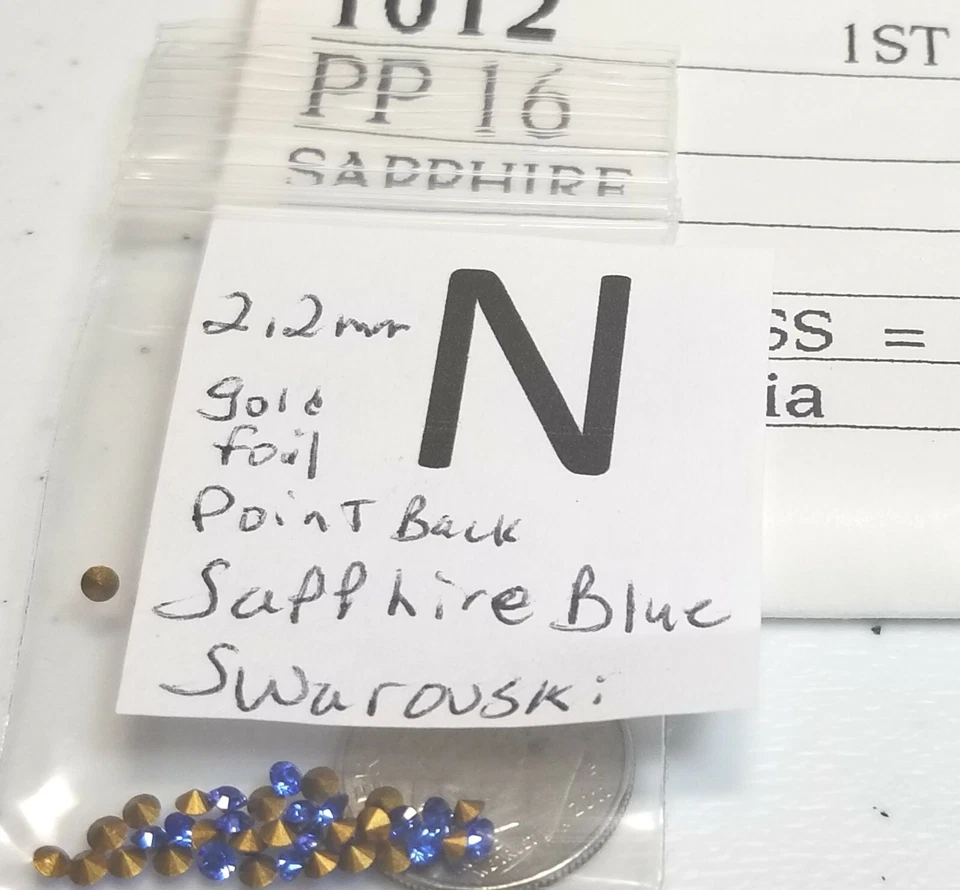 1012
1ST
PP 16
SAPPHIRE
SS =
ia
N
2.2mm
gold
foil
Point Back
Sapphire Blue
Swarovski